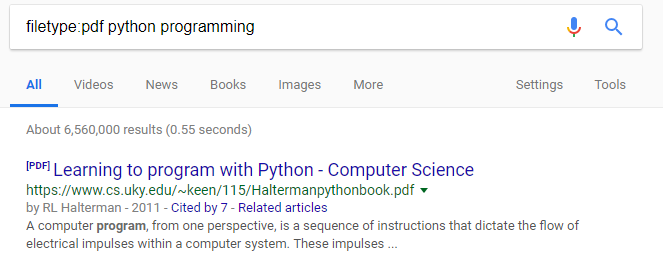 filetype:pdf python programming
All Videos News Books Images More Settings Tools
About 6,560,000 results (0.55 seconds)
[PDF] Learning to program with Python - Computer Science
https://www.cs.uky.edu/~keen/115/Haltermanpythonbook.pdf
by RL Halterman - 2011 - Cited by 7 - Related articles
A computer program, from one perspective, is a sequence of instructions that dictate the flow of
electrical impulses within a computer system. These impulses ...